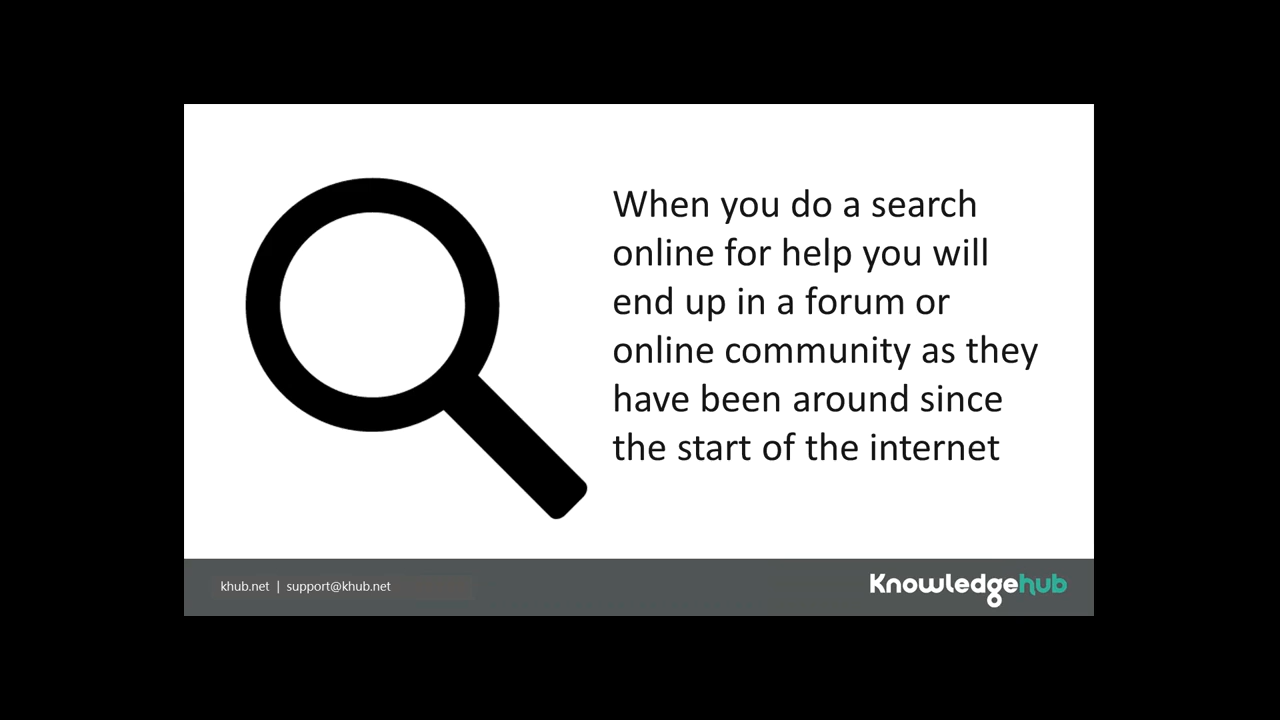 When you do a search
online for help you will
end up in a forum or
online community as they
have been around since
the start of the internet
khub.net | support@khub.net
Knowledgehub